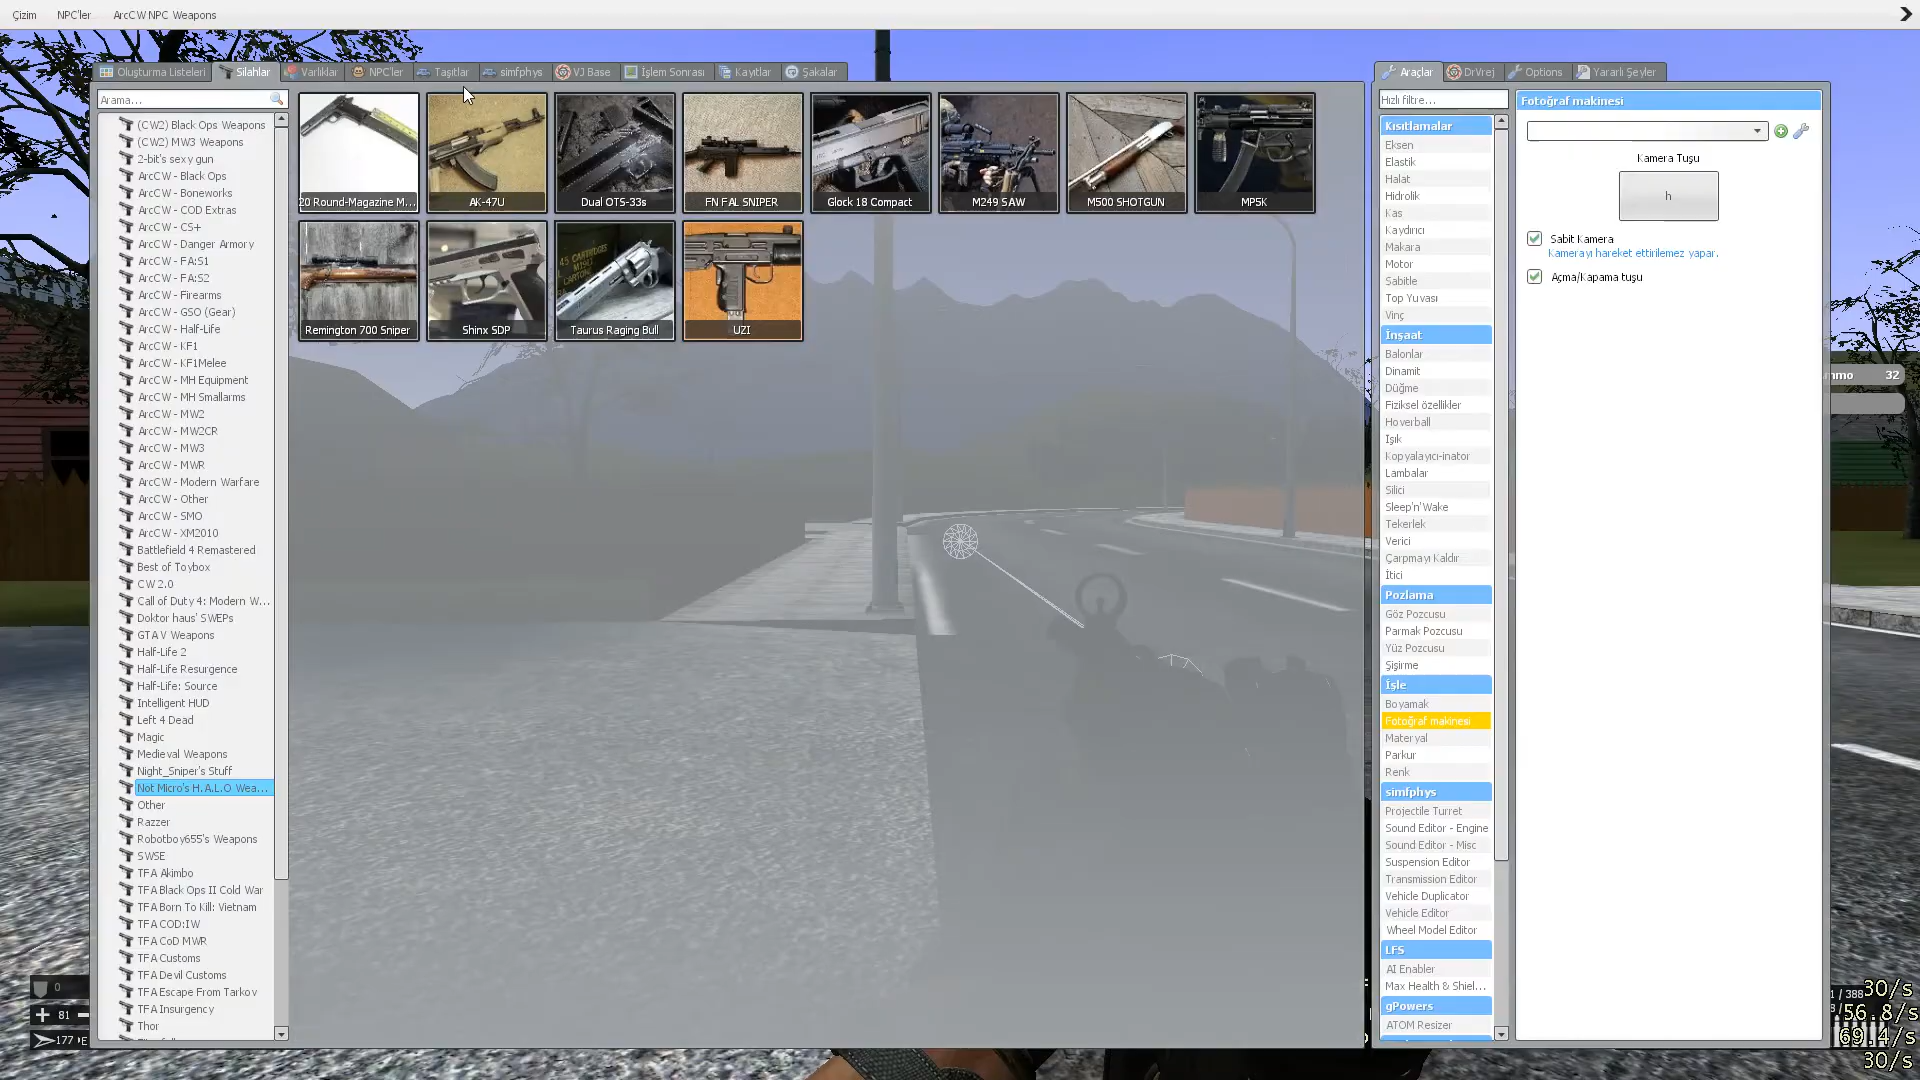 Çizim NPC'ler ArcCW NPC Weapons
Oluşturma Listeleri Silahlar Varlıklar NPC'ler Taşıtlar simfphys VJ Base İşlem Sonrası Kayıtlar Şakalar
Arama...
(CW2) Black Ops Weapons
(CW2) MW3 Weapons
2-bit's sexy gun
ArcCW - Black Ops
ArcCW - Boneworks
ArcCW - COD Extras
ArcCW - CS+
ArcCW - Danger Armory
ArcCW - FA:S1
ArcCW - FA:S2
ArcCW - Firearms
ArcCW - GSO (Gear)
ArcCW - Half-Life
ArcCW - KF1
ArcCW - KF1Melee
ArcCW - MH Equipment
ArcCW - MH Smallarms
ArcCW - MW2
ArcCW - MW2CR
ArcCW - MW3
ArcCW - MWR
ArcCW - Modern Warfare
ArcCW - Other
ArcCW - SMO
ArcCW - XM2010
Battlefield 4 Remastered
Best of Toybox
CW 2.0
Call of Duty 4: Modern W...
Doktor haus' SWEPs
GTA V Weapons
Half-Life 2
Half-Life Resurgence
Half-Life: Source
Intelligent HUD
Left 4 Dead
Magic
Medieval Weapons
Night_Sniper's Stuff
Not Micro's H.A.L.O Wea...
Other
Razzer
Robotboy655's Weapons
SWSE
TFA Akimbo
TFA Black Ops II Cold War
TFA Born To Kill: Vietnam
TFA COD:IW
TFA CoD MWR
TFA Customs
TFA Devil Customs
TFA Escape From Tarkov
TFA Insurgency
Thor
20 Round-Magazine M...
AK-47U
Dual OTS-33s
FN FAL SNIPER
Glock 18 Compact
M249 SAW
M500 SHOTGUN
MP5K
Remington 700 Sniper
Shinx SDP
Taurus Raging Bull
UZI
Araçlar DrVrej Options Yararlı Şeyler
Hızlı filtre...
Kısıtlamalar
Eksen
Elastik
Halat
Hidrolik
Kas
Kaydırıcı
Makara
Motor
Sabitle
Top Yuvası
Vinç
İnşaat
Balonlar
Dinamit
Düğme
Fiziksel özellikler
Hoverball
Işık
Kopyalayıcı-inator
Lambalar
Silici
Sleep'n'Wake
Tekerlek
Verici
Çarpmayı Kaldır
İtici
Pozlama
Göz Pozcusu
Parmak Pozcusu
Yüz Pozcusu
Şişirme
İşle
Boyamak
Fotoğraf makinesi
Materyal
Parkur
Renk
simfphys
Projectile Turret
Sound Editor - Engine
Sound Editor - Misc
Suspension Editor
Transmission Editor
Vehicle Duplicator
Vehicle Editor
Wheel Model Editor
LFS
AI Enabler
Max Health & Shiel...
gPowers
ATOM Resizer
Fotoğraf makinesi
Kamera Tuşu
h
Sabit Kamera
Kamerayı hareket ettirilemez yapar.
Açma/Kapama tuşu
mmo 32
0
81
177
/ 388
30/s
56.8/s
69.4/s
30/s